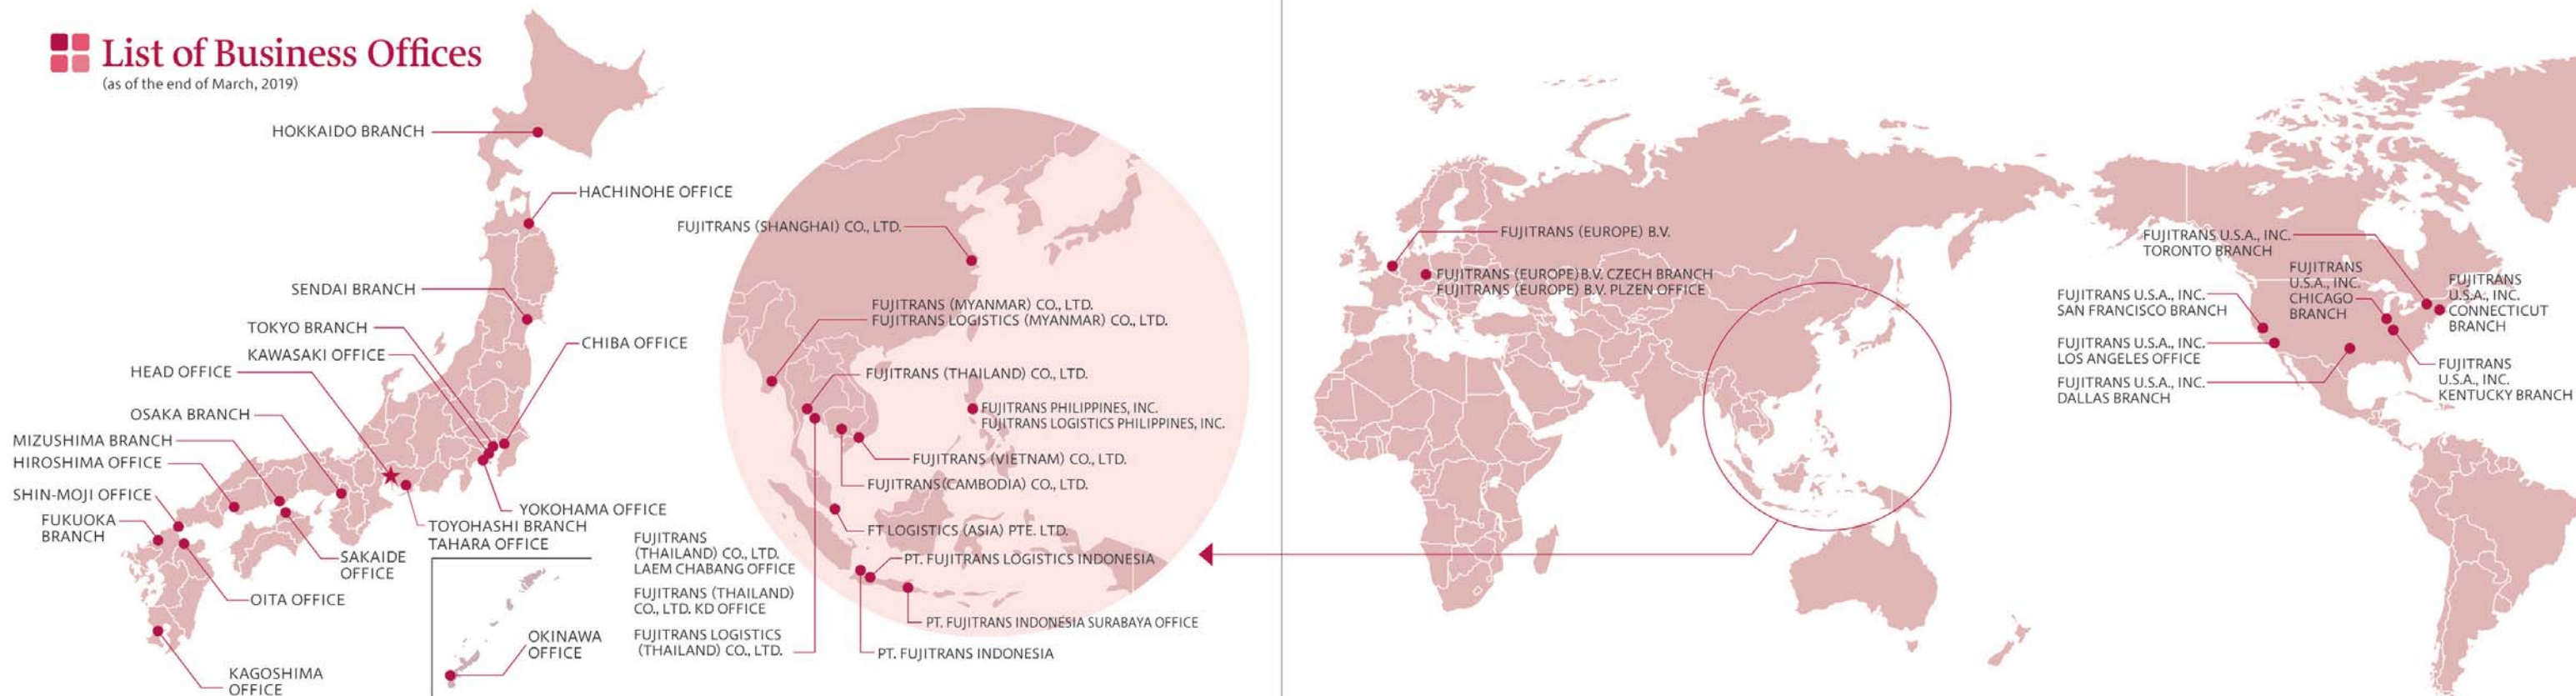 List of Business Offices
(as of the end of March, 2019)
HOKKAIDO BRANCH
HACHINOHE OFFICE
SENDAI BRANCH
TOKYO BRANCH
KAWASAKI OFFICE
CHIBA OFFICE
HEAD OFFICE
OSAKA BRANCH
MIZUSHIMA BRANCH
HIROSHIMA OFFICE
SHIN-MOJI OFFICE
FUKUOKA
BRANCH
YOKOHAMA OFFICE
TOYOHASHI BRANCH
TAHARA OFFICE
SAKAIDE
OFFICE
OITA OFFICE
KAGOSHIMA
OFFICE
OKINAWA
OFFICE
FUJITRANS (SHANGHAI) CO., LTD.
FUJITRANS (MYANMAR) CO., LTD.
FUJITRANS LOGISTICS (MYANMAR) CO., LTD.
FUJITRANS (THAILAND) CO., LTD.
FUJITRANS PHILIPPINES, INC.
FUJITRANS LOGISTICS PHILIPPINES, INC.
FUJITRANS (VIETNAM) CO., LTD.
FUJITRANS(CAMBODIA) CO., LTD.
FT LOGISTICS (ASIA) PTE. LTD.
PT. FUJITRANS LOGISTICS INDONESIA
PT. FUJITRANS INDONESIA SURABAYA OFFICE
PT. FUJITRANS INDONESIA
FUJITRANS
(THAILAND) CO., LTD.
LAEM CHABANG OFFICE
FUJITRANS (THAILAND)
CO., LTD. KD OFFICE
FUJITRANS LOGISTICS
(THAILAND) CO., LTD.
FUJITRANS (EUROPE) B.V.
FUJITRANS (EUROPE) B.V. CZECH BRANCH
FUJITRANS (EUROPE) B.V. PLZEN OFFICE
FUJITRANS U.S.A., INC.
TORONTO BRANCH
FUJITRANS
U.S.A., INC.
CHICAGO
BRANCH
FUJITRANS
U.S.A., INC.
CONNECTICUT
BRANCH
FUJITRANS U.S.A., INC.
SAN FRANCISCO BRANCH
FUJITRANS U.S.A., INC.
LOS ANGELES OFFICE
FUJITRANS U.S.A., INC.
DALLAS BRANCH
FUJITRANS
U.S.A., INC.
KENTUCKY BRANCH